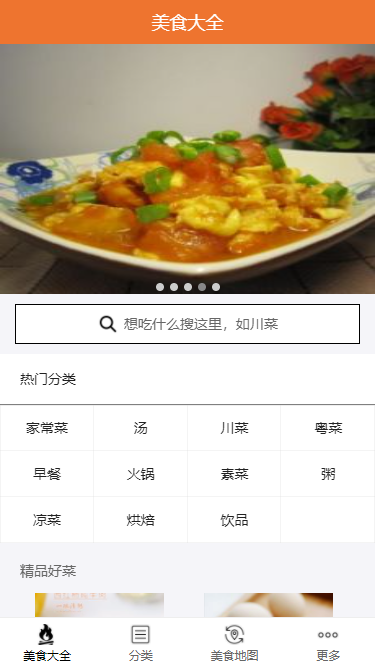 美食大全
想吃什么搜这里，如川菜
热门分类
家常菜 汤 川菜 粤菜
早餐 火锅 素菜 粥
凉菜 烘焙 饮品
精品好菜
美食大全 分类 美食地图 更多